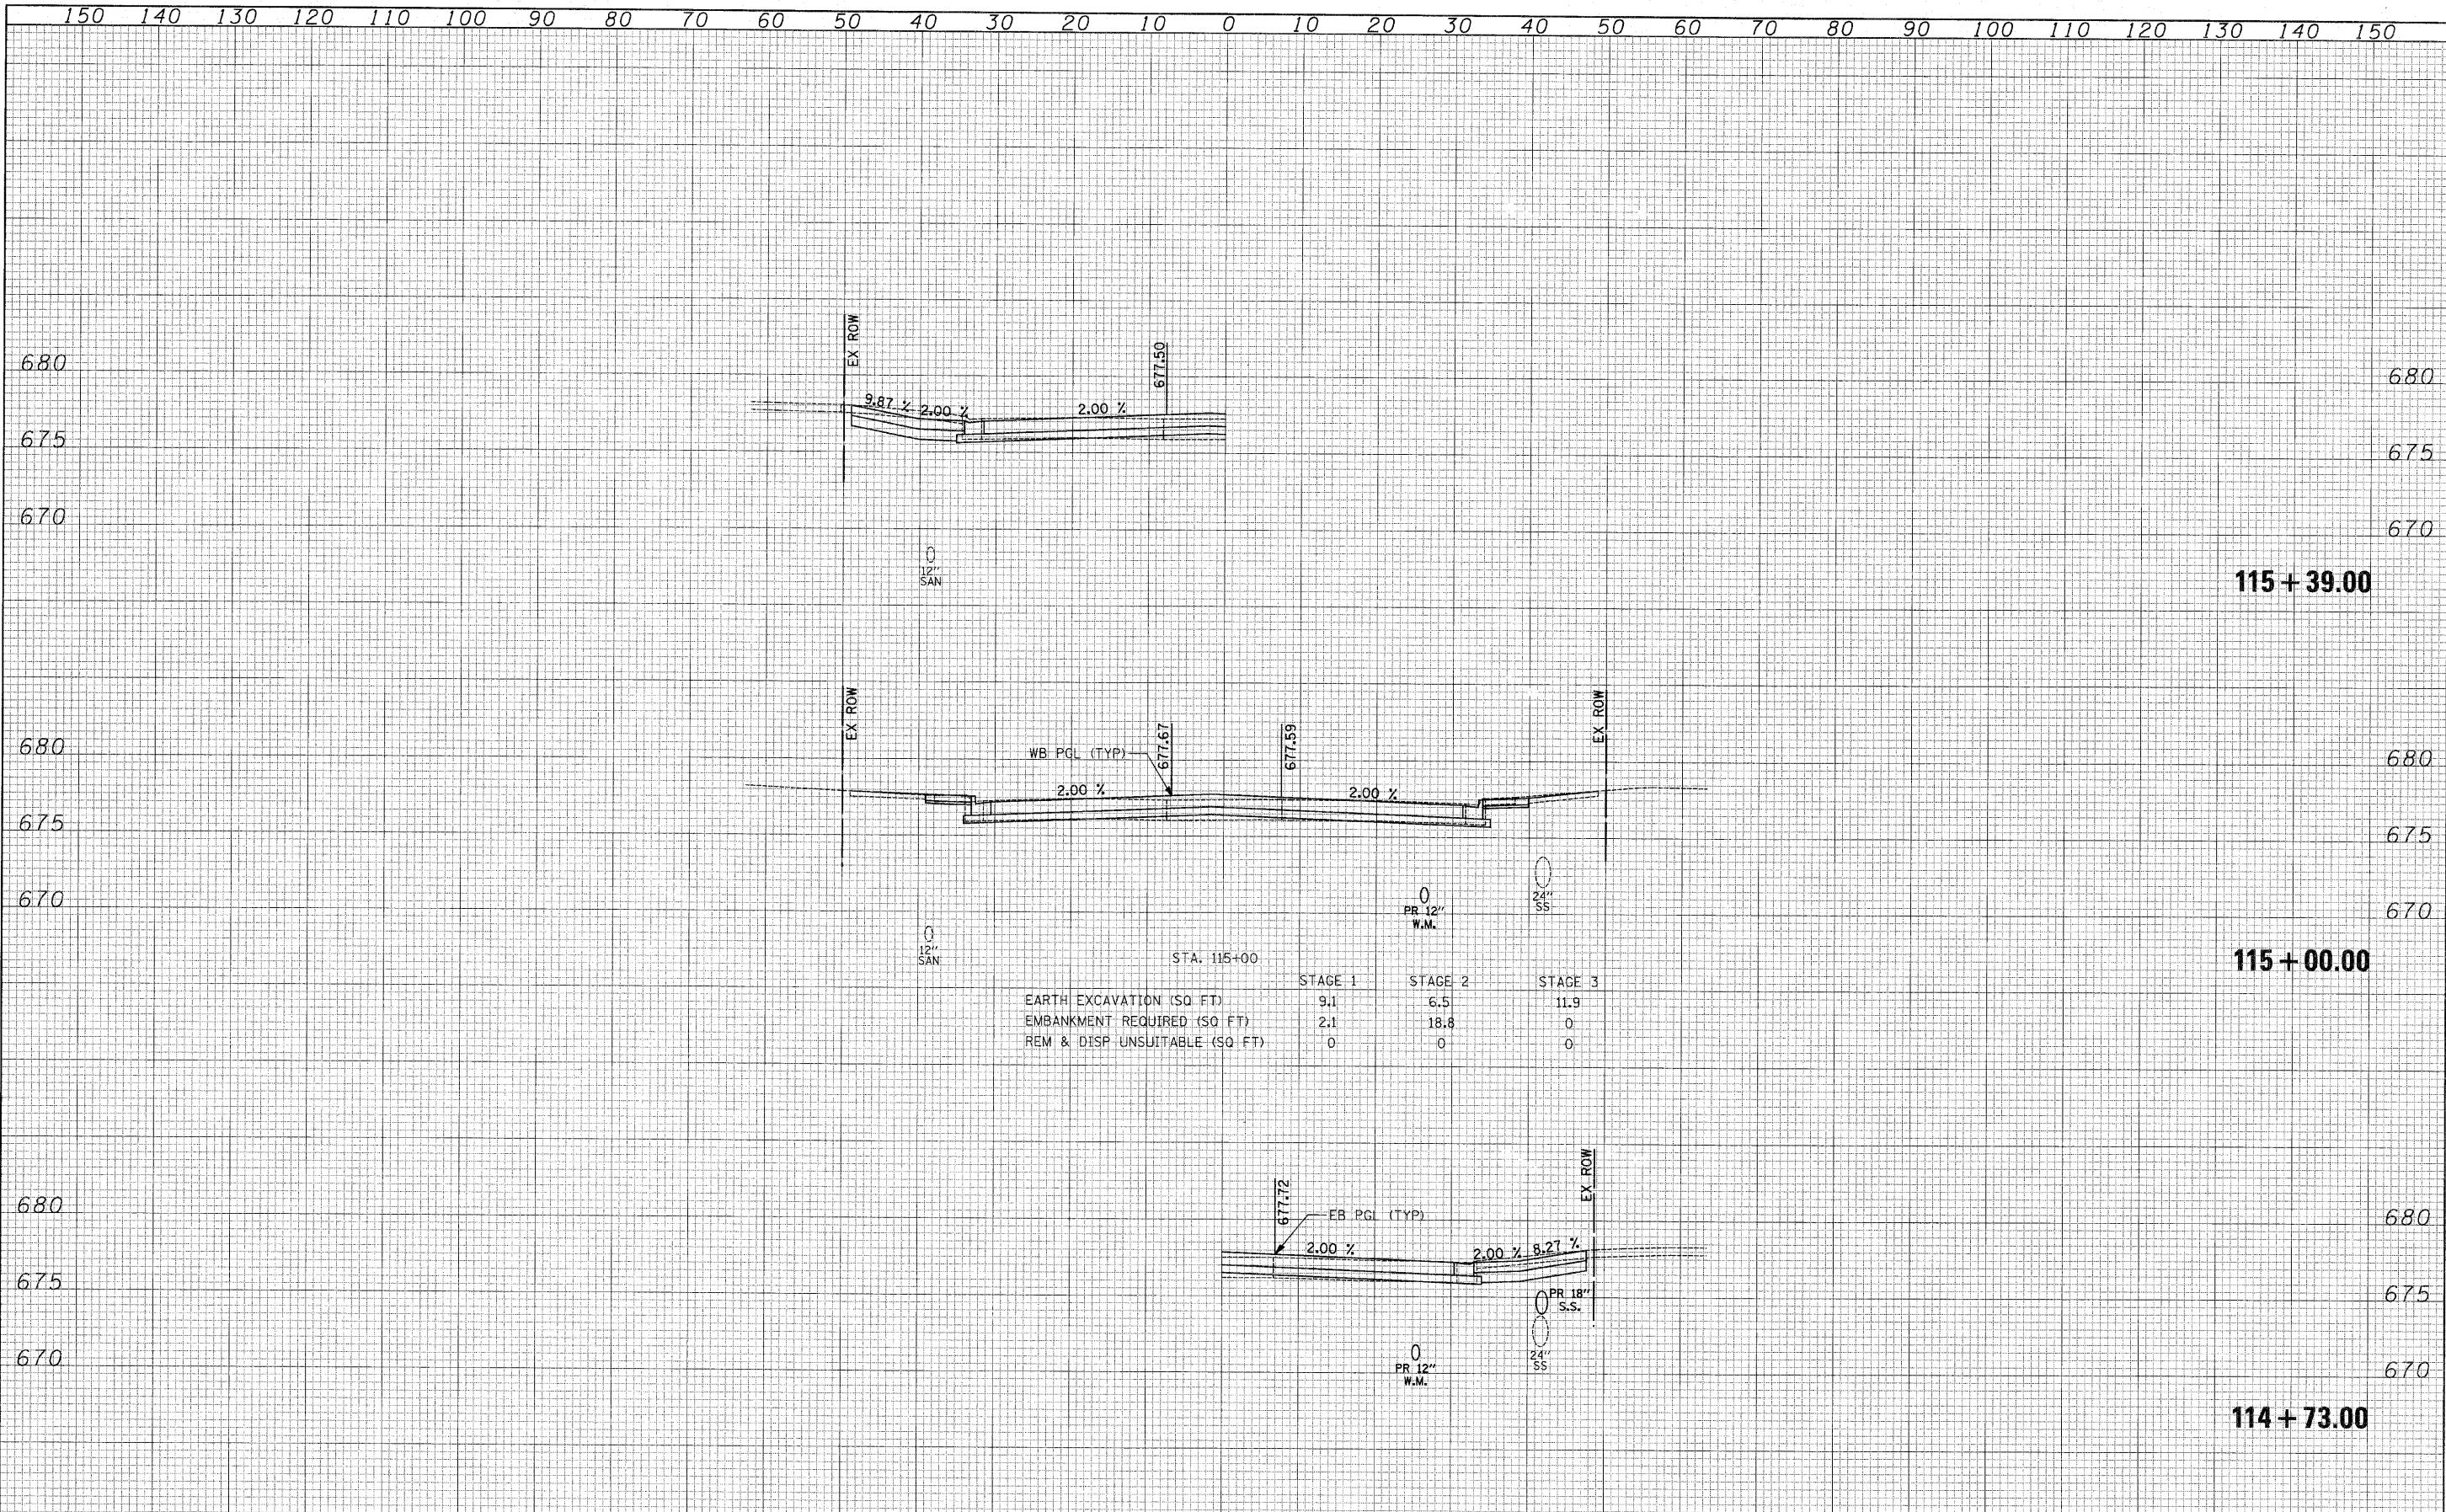 150 140 130 120 110 100 90 80 70 60 50 40 30 20 10 0 10 20 30 40 50 60 70 80 90 100 110 120 130 140 150
EX ROW
677.50
680 680
9.87 % 2.00 % 2.00 %
675 675
670 670
12"
SAN
115 + 39.00
EX ROW EX ROW
677.67 677.59
WB PGL (TYP)
680 680
2.00 % 2.00 %
675 675
24"
SS
670 670
PR 12"
W.M.
12"
SAN
115 + 00.00
STA. 115+00
STAGE 1 STAGE 2 STAGE 3
EARTH EXCAVATION (SQ FT) 9.1 6.5 11.9
EMBANKMENT REQUIRED (SQ FT) 2.1 18.8 0
REM & DISP UNSUITABLE (SQ FT) 0 0 0
EX ROW
677.72
680 680
EB PGL (TYP)
2.00 % 2.00 % 8.27 %
675 675
PR 18"
S.S.
24"
SS
670 670
PR 12"
W.M.
114 + 73.00